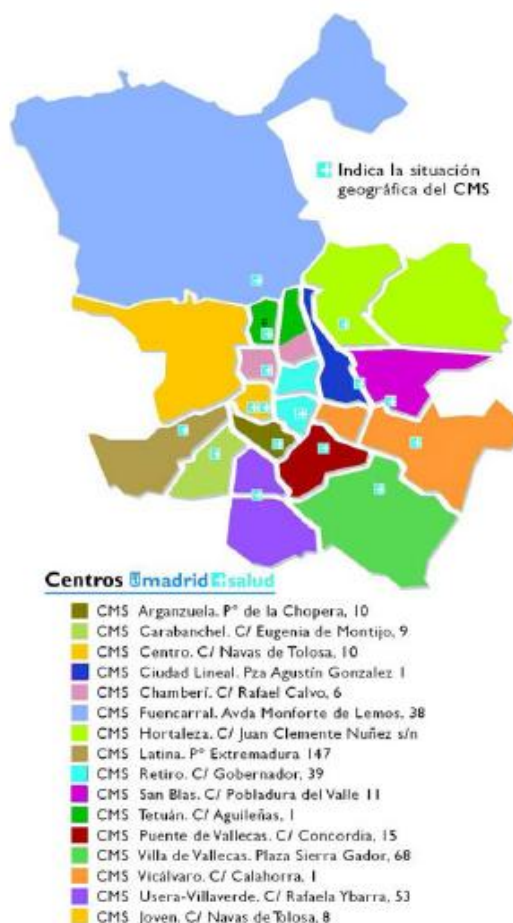 Indica la situación
geográfica del CMS
Centros madrid salud
CMS Arganzuela. Pº de la Chopera, 10
CMS Carabanchel. C/ Eugenia de Montijo, 9
CMS Centro. C/ Navas de Tolosa, 10
CMS Ciudad Lineal. Pza Agustín Gonzalez 1
CMS Chamberí. C/ Rafael Calvo, 6
CMS Fuencarral. Avda Monforte de Lemos, 38
CMS Hortaleza. C/ Juan Clemente Nuñez s/n
CMS Latina. Pº Extremadura 147
CMS Retiro. C/ Gobernador, 39
CMS San Blas. C/ Pobladura del Valle 11
CMS Tetuán. C/ Aguileñas, 1
CMS Puente de Vallecas. C/ Concordia, 15
CMS Villa de Vallecas. Plaza Sierra Gador, 68
CMS Vicálvaro. C/ Calahorra, 1
CMS Usera-Villaverde. C/ Rafaela Ybarra, 53
CMS Joven. C/ Navas de Tolosa, 8